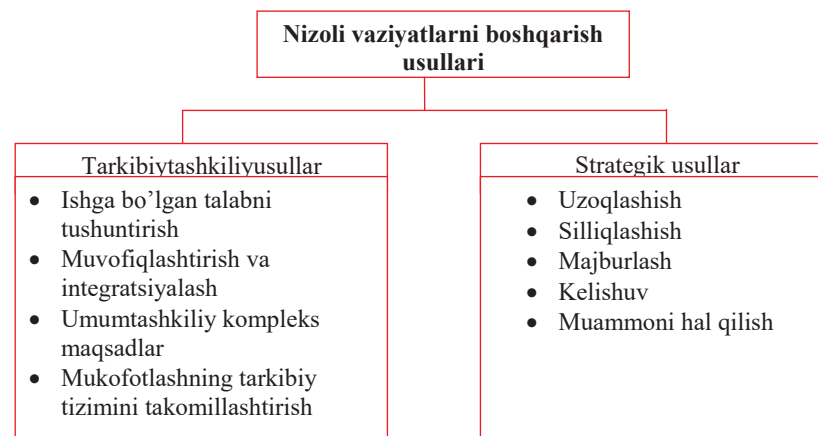 Nizoli vaziyatlarni boshqarish
usullari
Tarkibiytashkiliyusullar
• Ishga bo’lgan talabni
tushuntirish
• Muvofiqlashtirish va
integratsiyalash
• Umumtashkiliy kompleks
maqsadlar
• Mukofotlashning tarkibiy
tizimini takomillashtirish
Strategik usullar
• Uzoqlashish
• Silliqlashish
• Majburlash
• Kelishuv
• Muammoni hal qilish